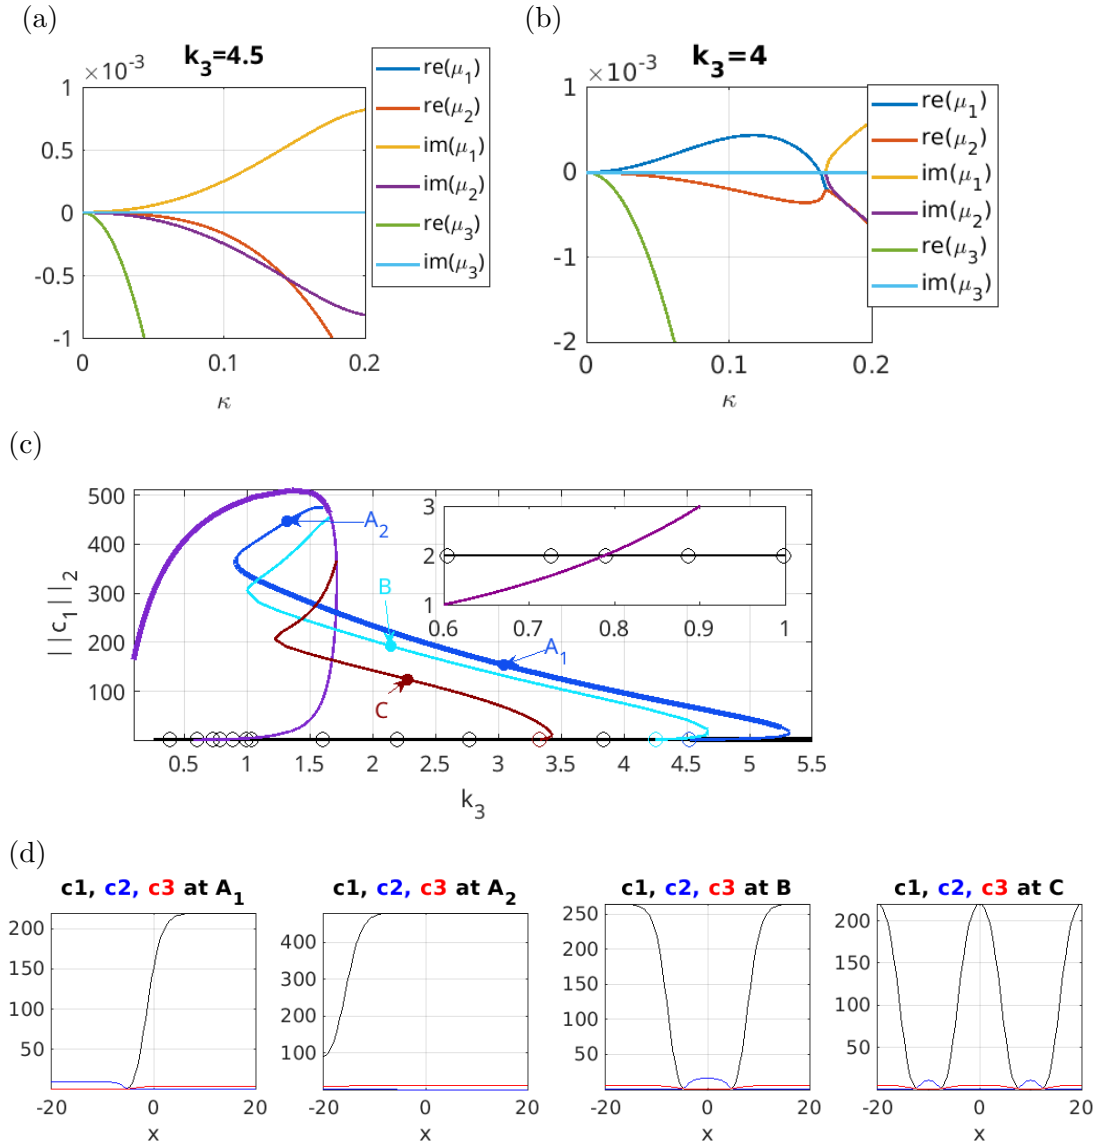 (a)
k3=4.5
×10-3
1
0.5
0
-0.5
-1
0
0.1
0.2
κ
re(μ1)
re(μ2)
im(μ1)
im(μ2)
re(μ3)
im(μ3)
(b)
k3=4
×10-3
1
0
-1
-2
0
0.1
0.2
κ
re(μ1)
re(μ2)
im(μ1)
im(μ2)
re(μ3)
im(μ3)
(c)
||c1||2
500
400
300
200
100
0.5
1
1.5
2
2.5
3
3.5
4
4.5
5
5.5
k3
A2
B
A1
C
3
2
1
0.6
0.7
0.8
0.9
1
(d)
c1, c2, c3 at A1
200
150
100
50
-20
0
20
x
c1, c2, c3 at A2
400
300
200
100
-20
0
20
x
c1, c2, c3 at B
250
200
150
100
50
-20
0
20
x
c1, c2, c3 at C
200
150
100
50
-20
0
20
x